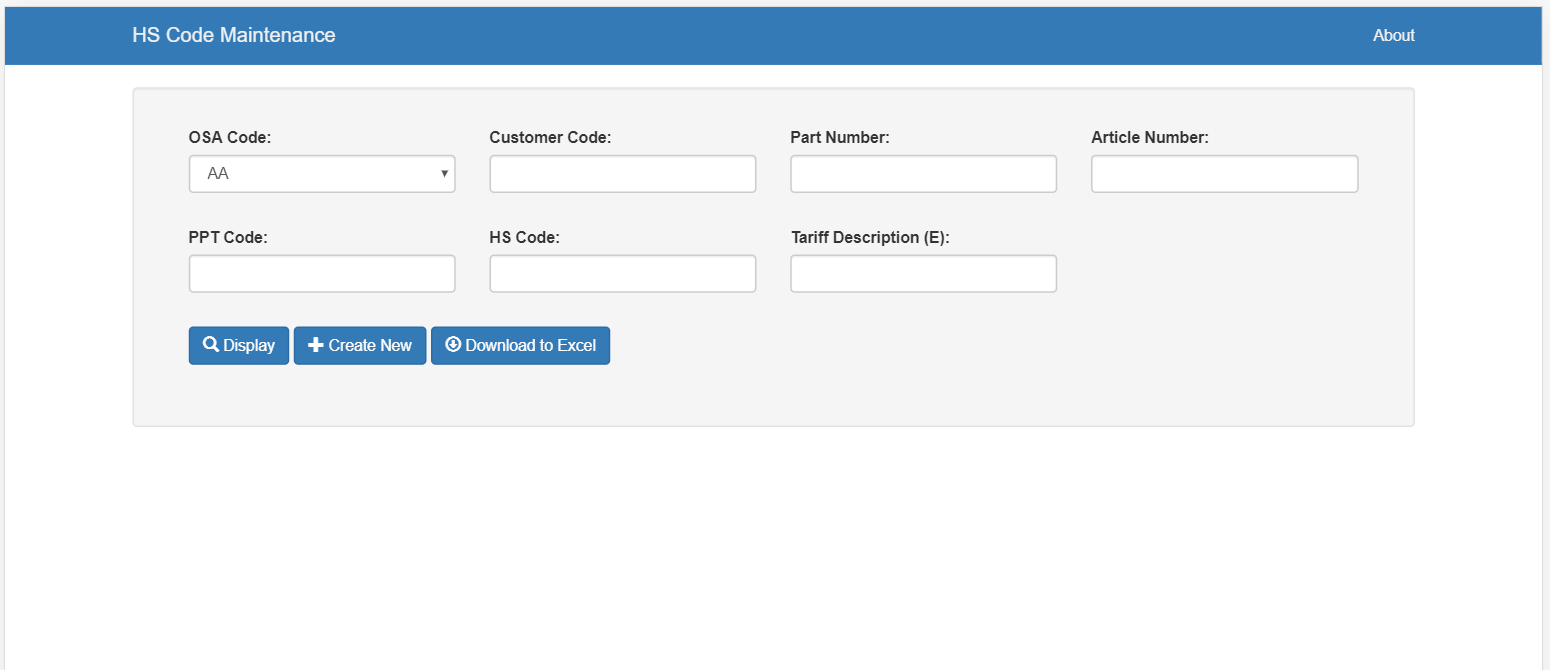 HS Code Maintenance About
OSA Code: Customer Code: Part Number: Article Number:
AA
PPT Code: HS Code: Tariff Description (E):
Display Create New Download to Excel